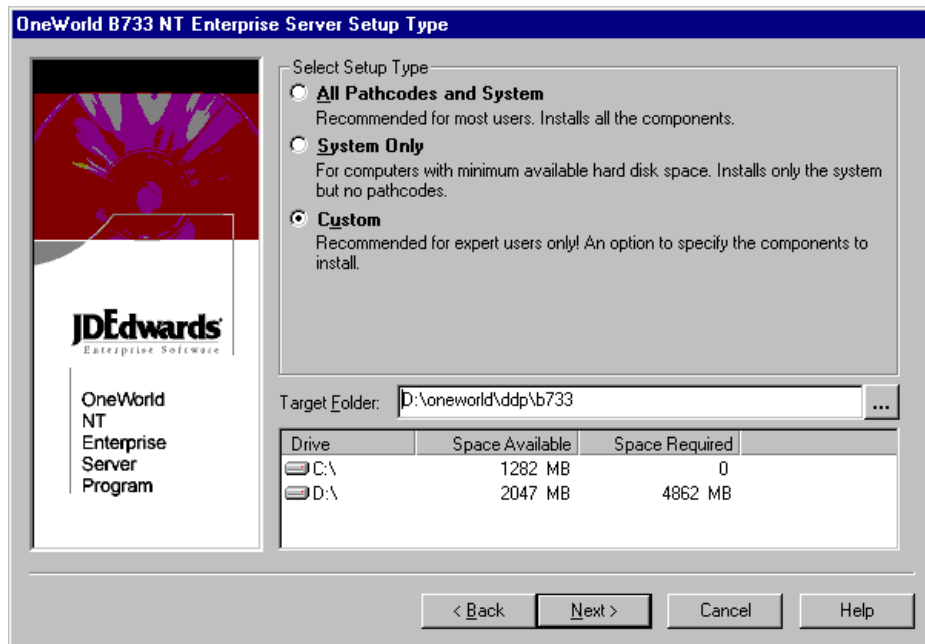 OneWorld B733 NT Enterprise Server Setup Type
Select Setup Type
All Pathcodes and System
Recommended for most users. Installs all the components.
System Only
For computers with minimum available hard disk space. Installs only the system
but no pathcodes.
Custom
Recommended for expert users only! An option to specify the components to
install.
JDEdwards
Enterprise Software
OneWorld
NT
Enterprise
Server
Program
Target Folder: D:\oneworld\ddp\b733 ...
Drive Space Available Space Required
C:\ 1282 MB 0
D:\ 2047 MB 4862 MB
< Back Next > Cancel Help